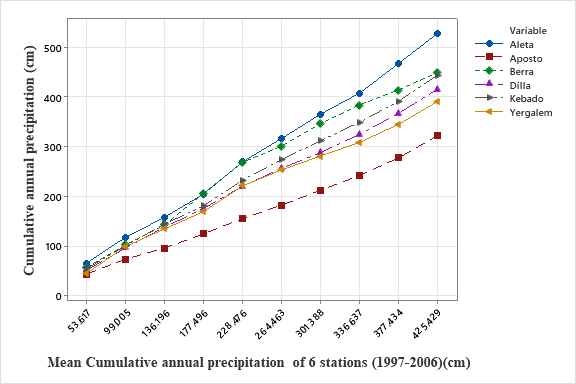 Variable
Aleta
Aposto
Berra
Dilla
Kebado
Yergalem
Cumulative annual precipitation (cm)
500
400
300
200
100
0
53.617 99.005 136.196 177.496 228.476 264.463 301.388 336.637 377.434 425.429
Mean Cumulative annual precipitation of 6 stations (1997-2006)(cm)